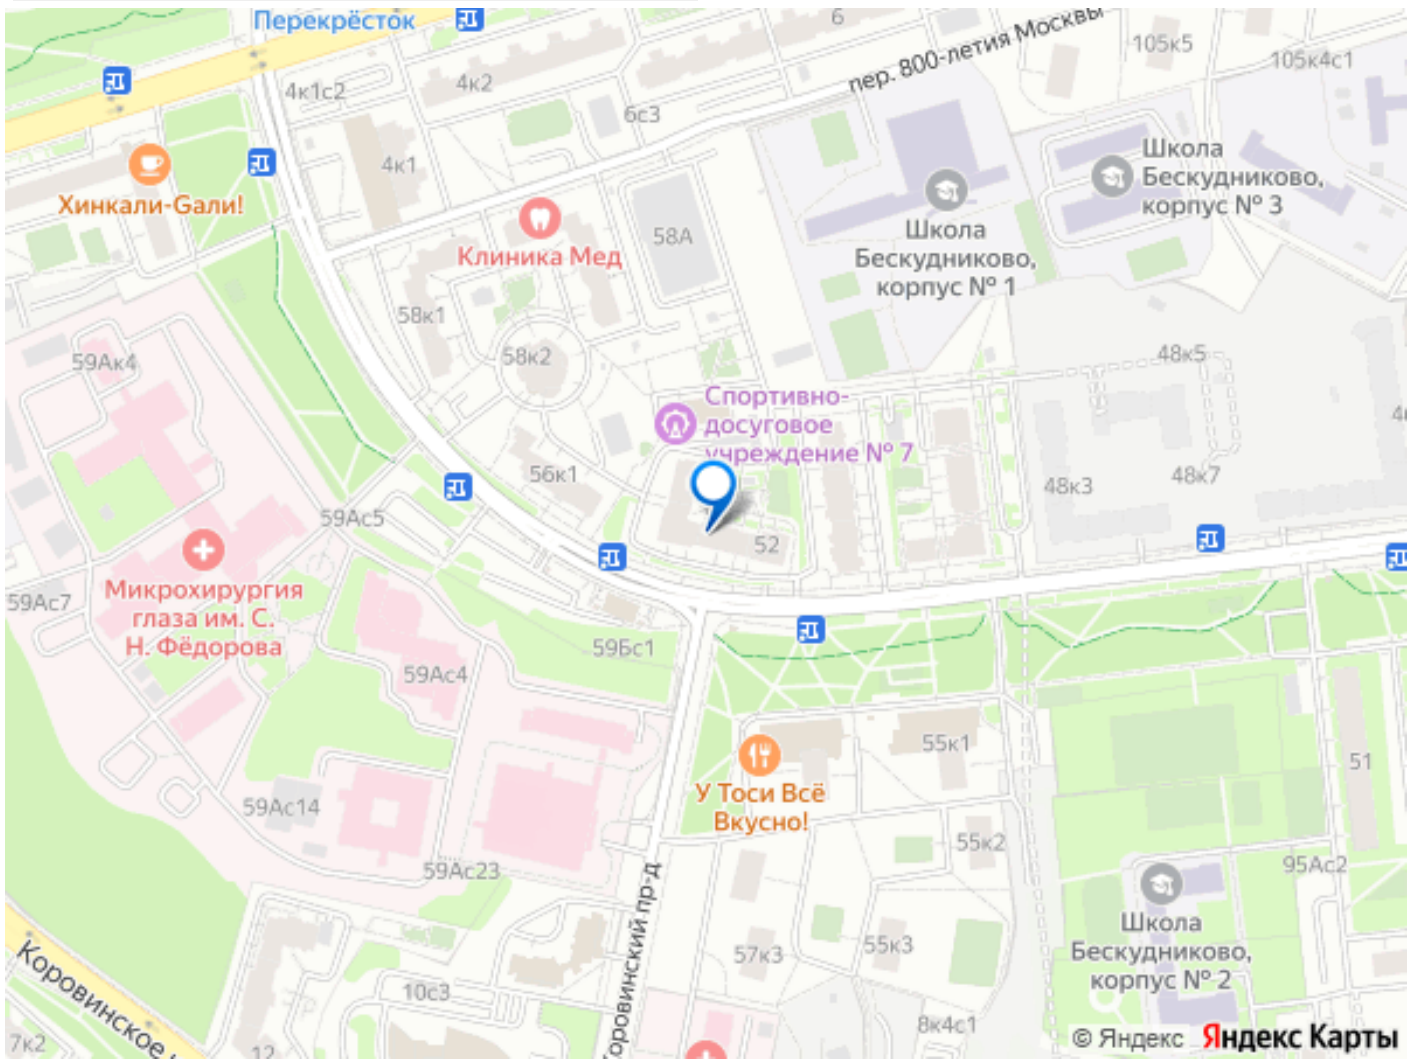 Перекрёсток
6
пер. 800-летия Москвы
105к5
105к4с1
4к1с2
4к2
6с3
4к1
Хинкали-Gали!
Клиника Мед
58А
Школа
Бескудниково,
корпус № 1
Школа
Бескудниково,
корпус № 3
58к1
58к2
59Ак4
48к5
Спортивно-
досуговое
учреждение № 7
56к1
48к3
48к7
59Ас5
52
Микрохирургия
глаза им. С.
Н. Фёдорова
59Ас7
59Бс1
59Ас4
55к1
51
У Тоси Всё
Вкусно!
59Ас14
55к2
95Ас2
59Ас23
Коровинский пр-д
Школа
Бескудниково,
корпус № 2
57к3
55к3
10с3
8к4с1
Коровинское
7к2
12
© Яндекс Яндекс Карты